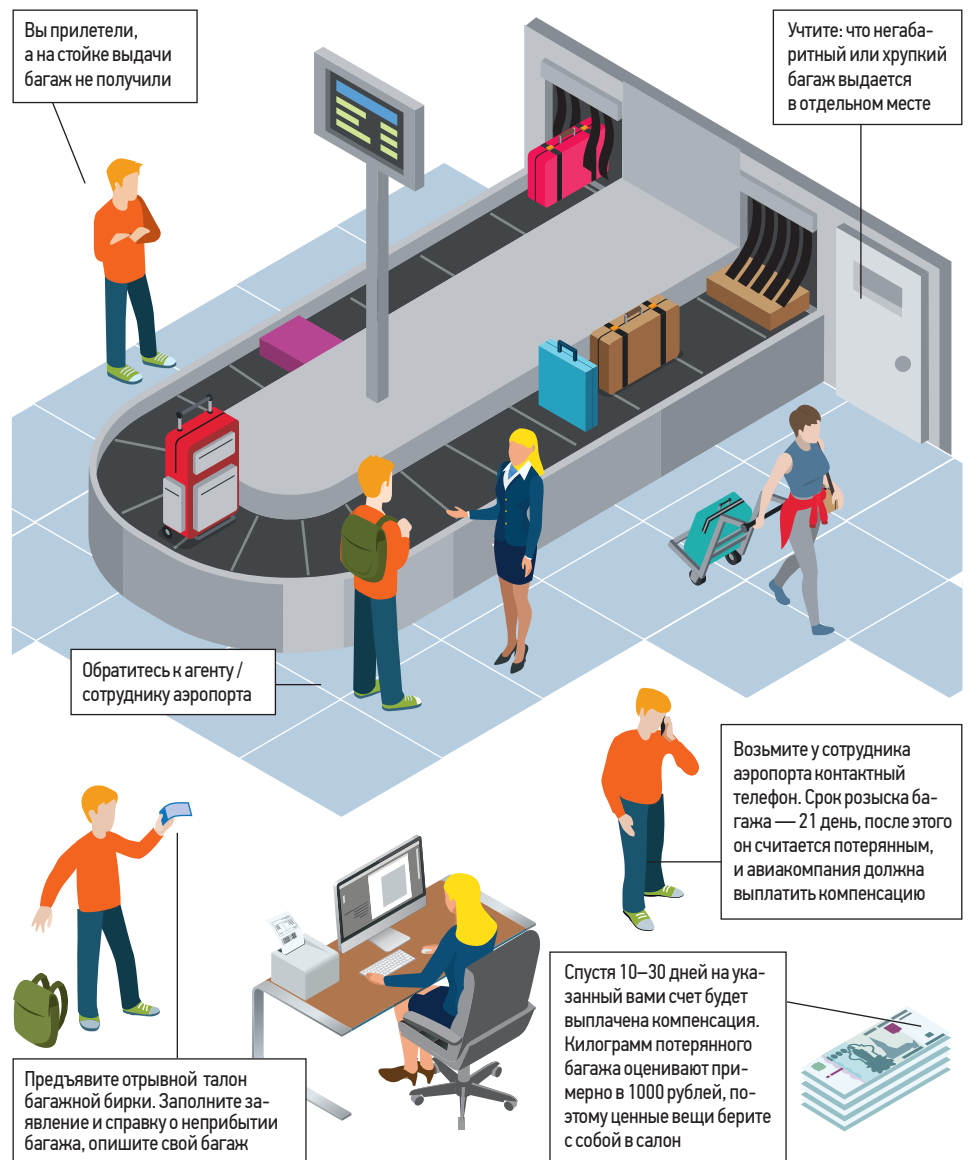 Вы прилетели,
а на стойке выдачи
багаж не получили
Учтите: что негаба-
ритный или хрупкий
багаж выдается
в отдельном месте
Обратитесь к агенту /
сотруднику аэропорта
Возьмите у сотрудника
аэропорта контактный
телефон. Срок розыска ба-
гажа — 21 день, после этого
он считается потерянным,
и авиакомпания должна
выплатить компенсацию
Предъявите отрывной талон
багажной бирки. Заполните за-
явление и справку о неприбытии
багажа, опишите свой багаж
Спустя 10–30 дней на ука-
занный вами счет будет
выплачена компенсация.
Килограмм потерянного
багажа оценивают при-
мерно в 1000 рублей, по-
этому ценные вещи берите
с собой в салон